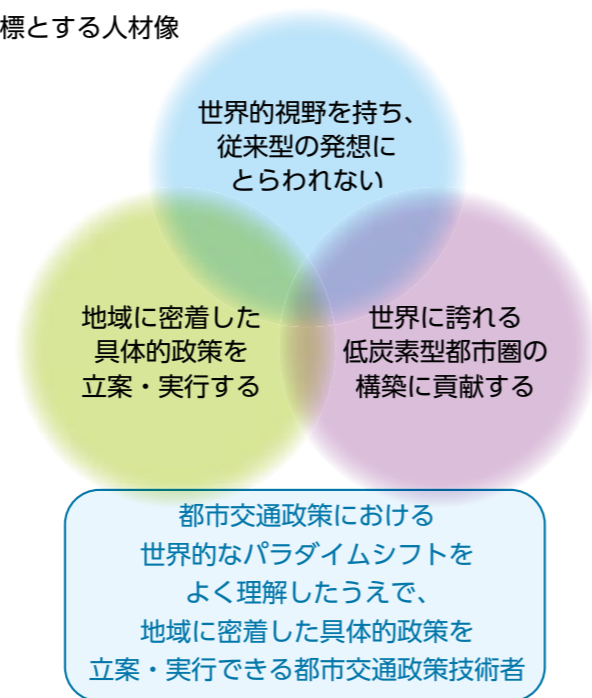 標とする人材像
世界的視野を持ち、
従来型の発想に
とらわれない
地域に密着した
具体的政策を
立案・実行する
世界に誇れる
低炭素型都市圏の
構築に貢献する
都市交通政策における
世界的なパラダイムシフトを
よく理解したうえで、
地域に密着した具体的政策を
立案・実行できる都市交通政策技術者